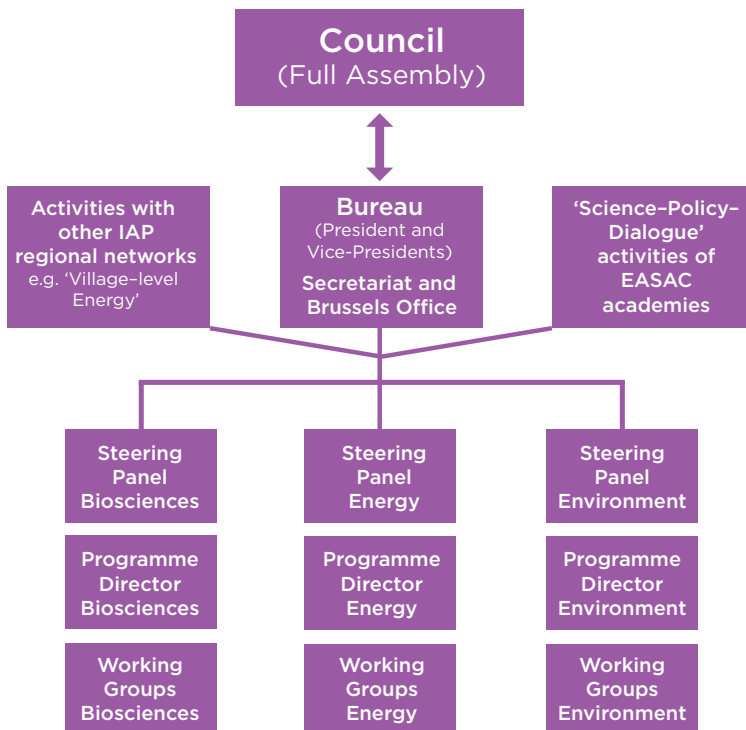 Council
(Full Assembly)
Activities with
other IAP
regional networks
e.g. ‘Village–level
Energy’
Bureau
(President and
Vice-Presidents)
Secretariat and
Brussels Office
‘Science–Policy–
Dialogue’
activities of
EASAC
academies
Steering
Panel
Biosciences
Steering
Panel
Energy
Steering
Panel
Environment
Programme
Director
Biosciences
Programme
Director
Energy
Programme
Director
Environment
Working
Groups
Biosciences
Working
Groups
Energy
Working
Groups
Environment